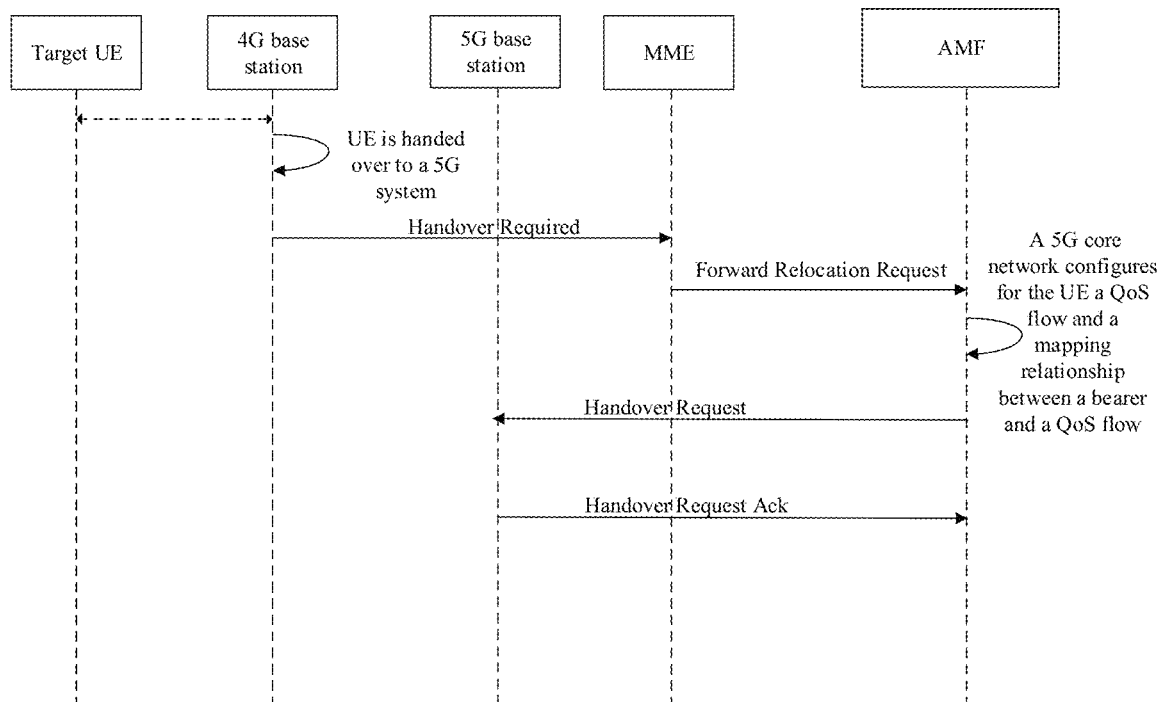 Target UE
4G base
station
5G base
station
MME
AMF
UE is handed
over to a 5G
system
Handover Required
Forward Relocation Request
A 5G core
network configures
for the UE a QoS
flow and a
mapping
relationship
between a bearer
and a QoS flow
Handover Request
Handover Request Ack